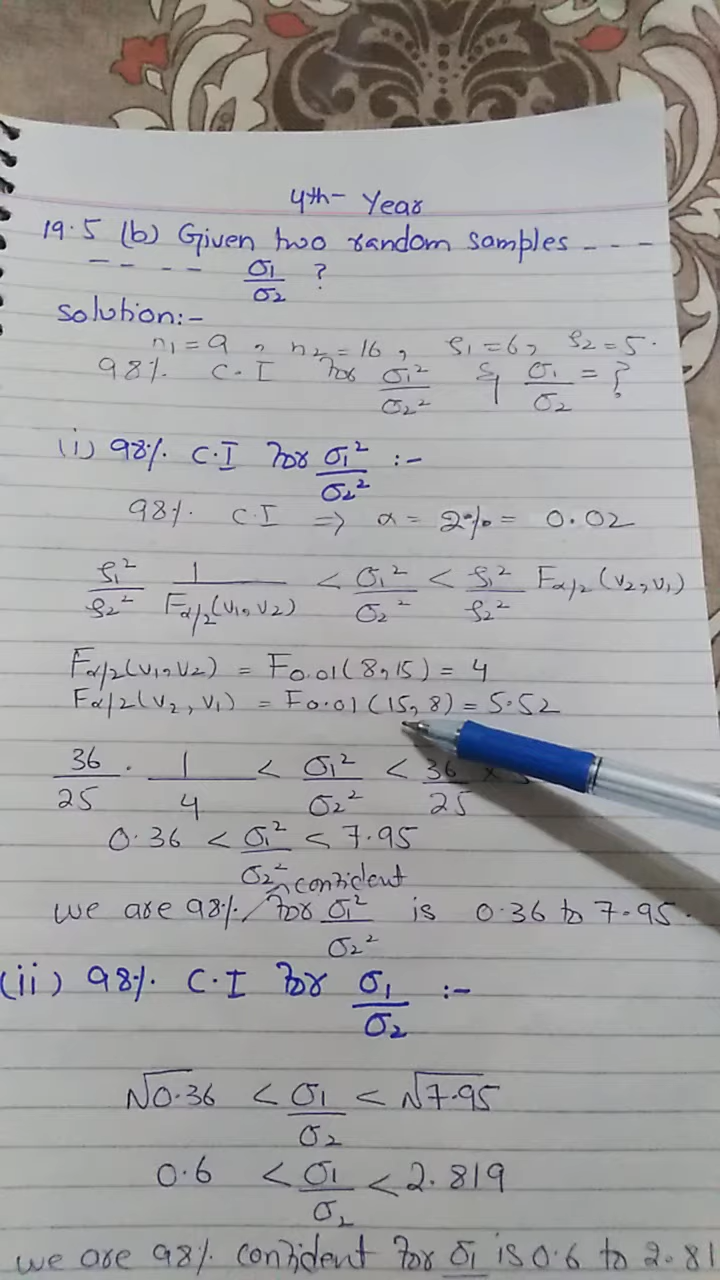 4th- Year
19.5 (b) Given two random samples - - -
- - - - σ1/σ2 ?
Solution:-
n1 = 9 , n2 = 16 , s1 = 6 , s2 = 5 .
98% C.I for σ1²/σ2² & σ1/σ2 = ?
(i) 98% C.I for σ1²/σ2² :-
98% C.I ⇒ α = 2% = 0.02
s1²/s2² 1/Fα/2(v1, v2) < σ1²/σ2² < s1²/s2² Fα/2(v2, v1)
Fα/2(v1, v2) = F0.01(8, 15) = 4
Fα/2(v2, v1) = F0.01(15, 8) = 5.52
36/25 . 1/4 < σ1²/σ2² < 36/25 ×
0.36 < σ1²/σ2² < 7.95
we are 98% confident for σ1²/σ2² is 0.36 to 7.95.
(ii) 98% C.I for σ1/σ2 :-
√0.36 < σ1/σ2 < √7.95
0.6 < σ1/σ2 < 2.819
we are 98% confident for σ1 is 0.6 to 2.81